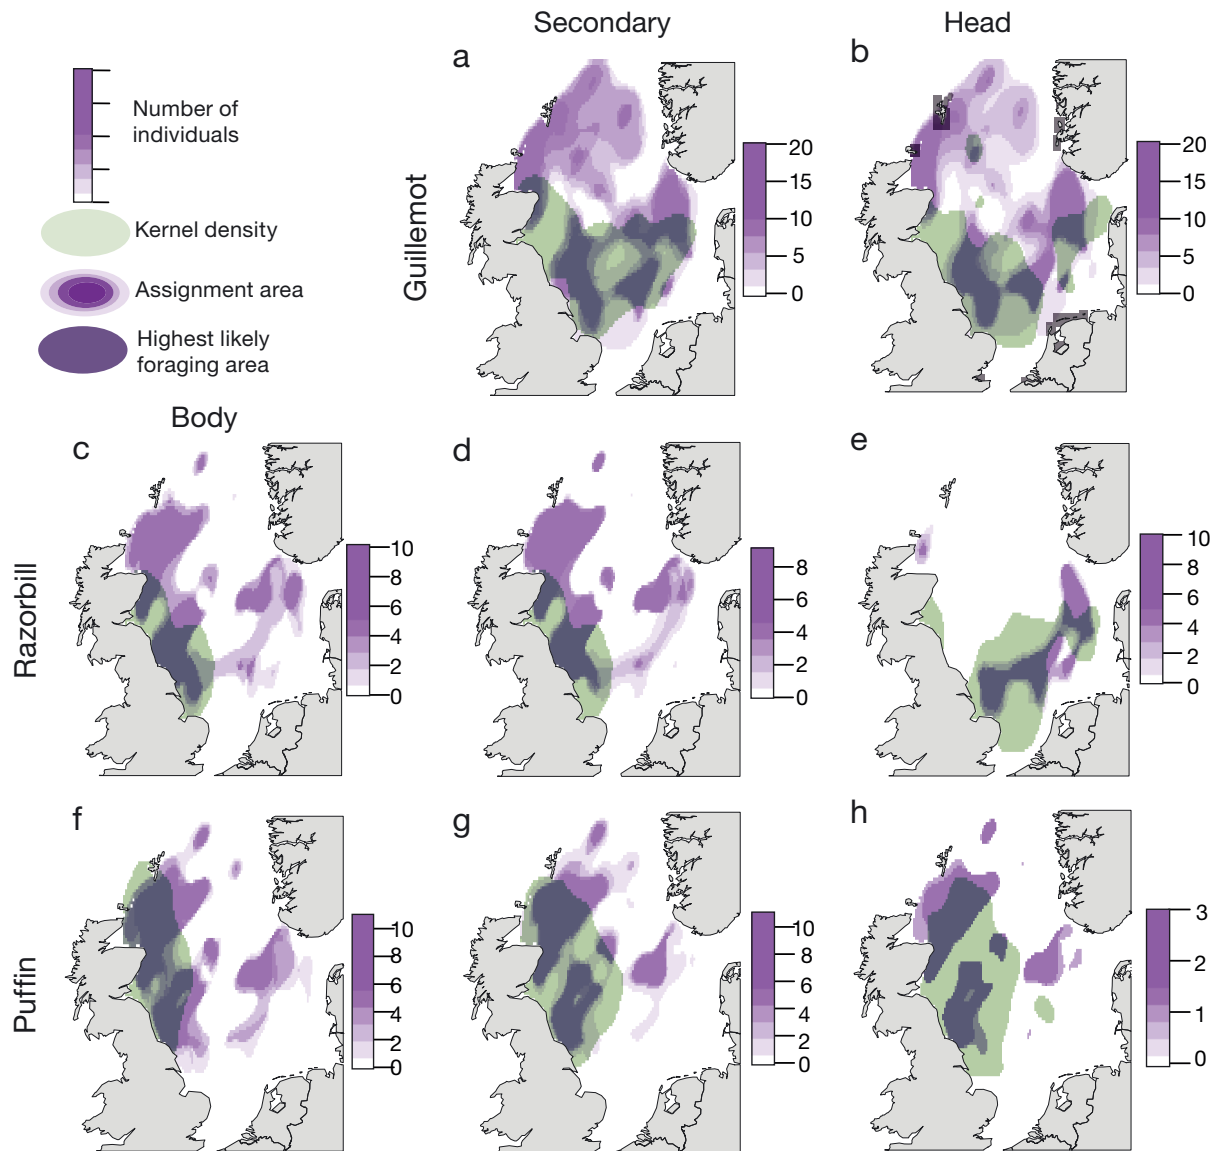 Secondary
Head
Number of
individuals
Kernel density
Assignment area
Highest likely
foraging area
Guillemot
a
20
15
10
5
0
b
20
15
10
5
0
Body
Razorbill
c
10
8
6
4
2
0
d
8
6
4
2
0
e
10
8
6
4
2
0
Puffin
f
10
8
6
4
2
0
g
10
8
6
4
2
0
h
3
2
1
0